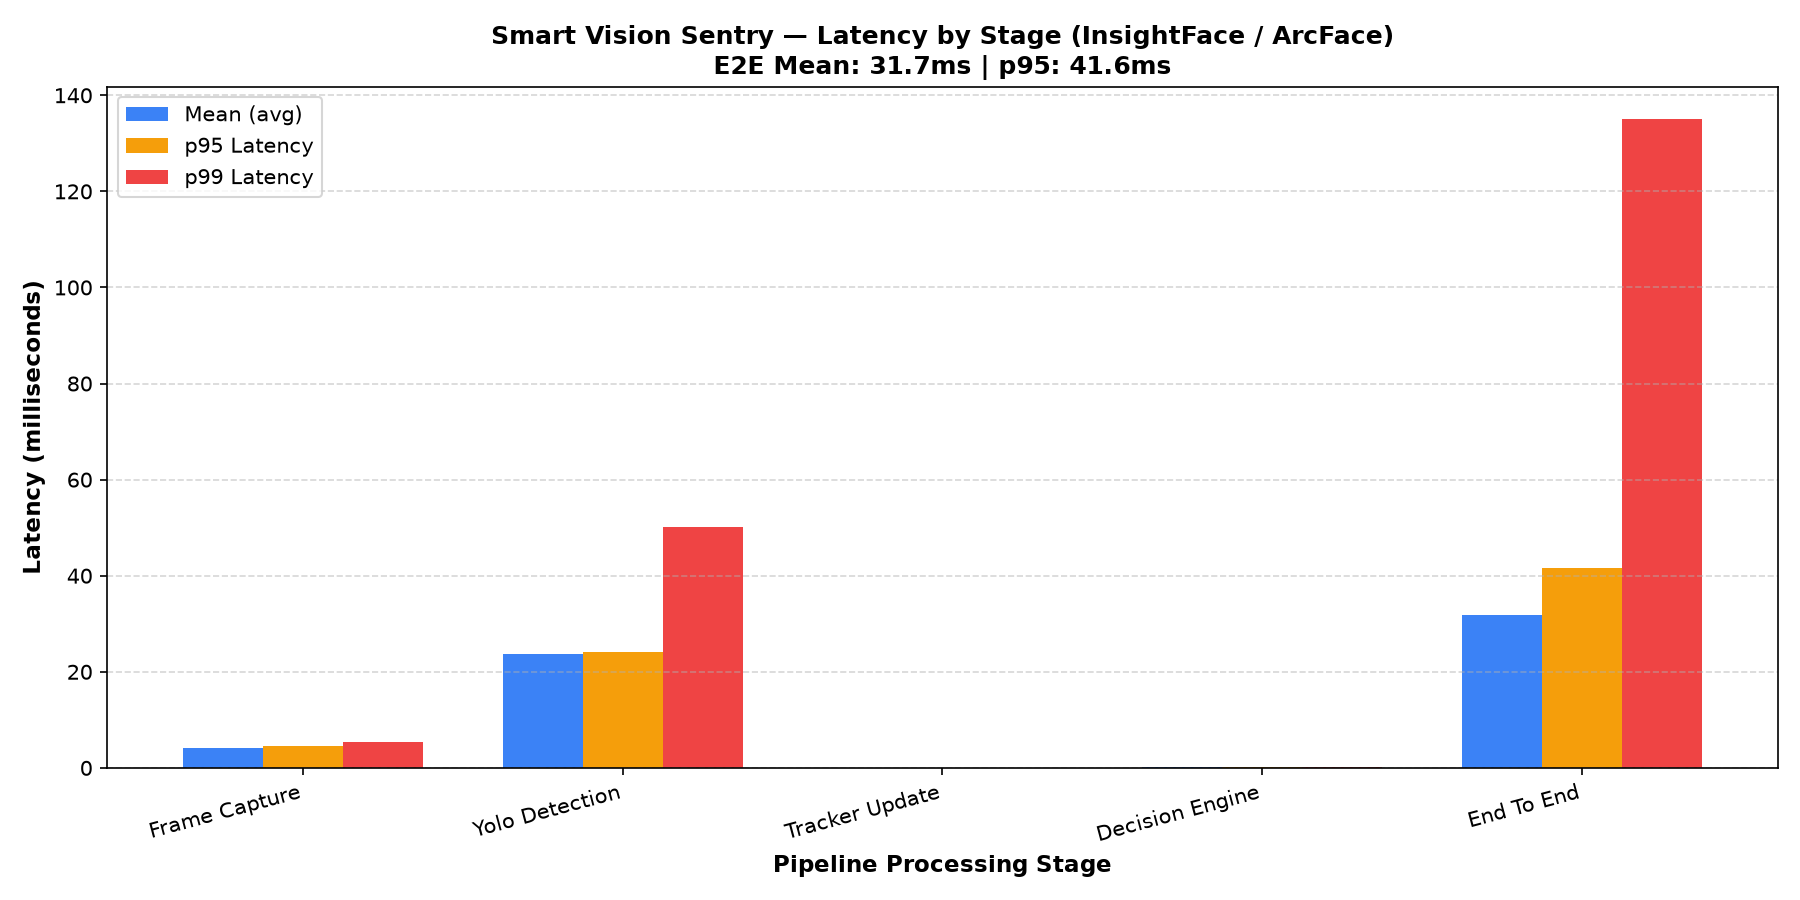 Smart Vision Sentry — Latency by Stage (InsightFace / ArcFace)
E2E Mean: 31.7ms | p95: 41.6ms
Mean (avg)
p95 Latency
p99 Latency
Latency (milliseconds)
140
120
100
80
60
40
20
0
Frame Capture
Yolo Detection
Tracker Update
Decision Engine
End To End
Pipeline Processing Stage